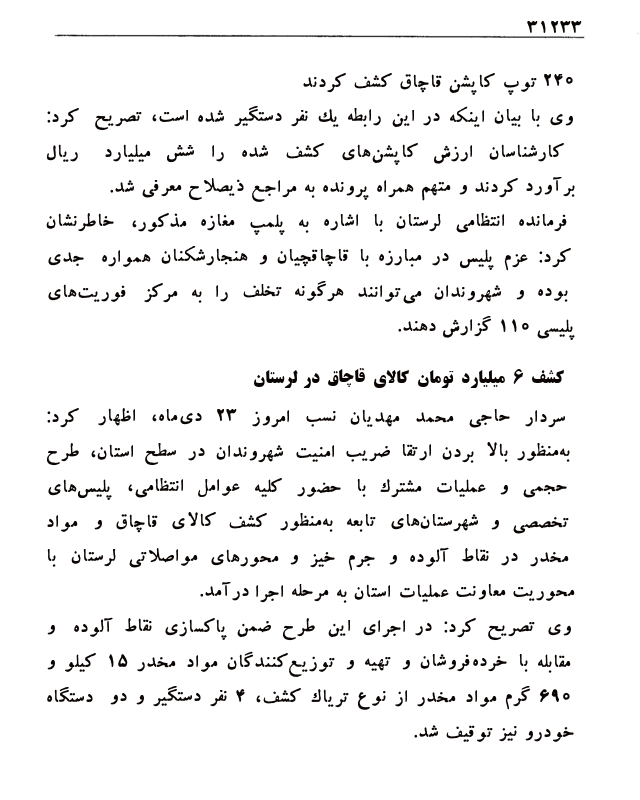 ۳۱۲۳۳
۲۴۰ توپ کاپشن قاچاق کشف کردند
وی با بیان اینکه در این رابطه یك نفر دستگیر شده است، تصریح کرد:
کارشناسان ارزش کاپشن‌های کشف شده را شش میلیارد ریال
برآورد کردند و متهم همراه پرونده به مراجع ذیصلاح معرفی شد.
فرمانده انتظامی لرستان با اشاره به پلمپ مغازه مذکور، خاطرنشان
کرد: عزم پلیس در مبارزه با قاچاقچیان و هنجارشکنان همواره جدی
بوده و شهروندان می‌توانند هرگونه تخلف را به مرکز فوریت‌های
پلیسی ۱۱۰ گزارش دهند.
کشف ۶ میلیارد تومان کالای قاچاق در لرستان
سردار حاجی محمد مهدیان نسب امروز ۲۳ دی‌ماه، اظهار کرد:
به‌منظور بالا بردن ارتقا ضریب امنیت شهروندان در سطح استان، طرح
حجمی و عملیات مشترك با حضور کلیه عوامل انتظامی، پلیس‌های
تخصصی و شهرستان‌های تابعه به‌منظور کشف کالای قاچاق و مواد
مخدر در نقاط آلوده و جرم خیز و محورهای مواصلاتی لرستان با
محوریت معاونت عملیات استان به مرحله اجرا درآمد.
وی تصریح کرد: در اجرای این طرح ضمن پاکسازی نقاط آلوده و
مقابله با خرده‌فروشان و تهیه و توزیع‌کنندگان مواد مخدر ۱۵ کیلو و
۶۹۰ گرم مواد مخدر از نوع تریاك کشف، ۴ نفر دستگیر و دو دستگاه
خودرو نیز توقیف شد.